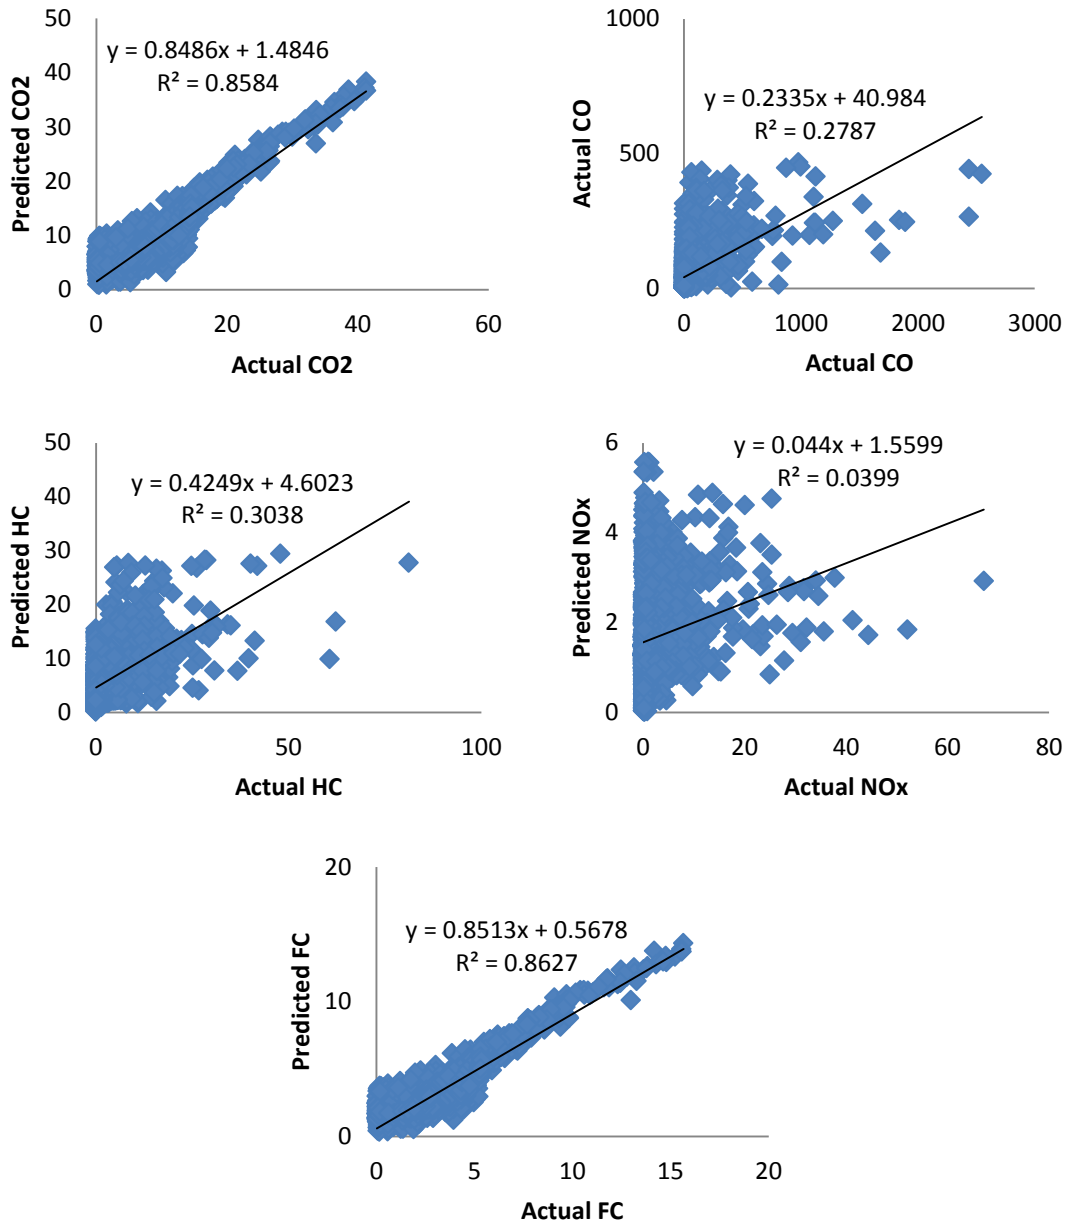 50
40
30
20
10
0
Predicted CO2
y = 0.8486x + 1.4846
R² = 0.8584
0 20 40 60
Actual CO2
1000
500
0
Actual CO
y = 0.2335x + 40.984
R² = 0.2787
0 1000 2000 3000
Actual CO
50
40
30
20
10
0
Predicted HC
y = 0.4249x + 4.6023
R² = 0.3038
0 50 100
Actual HC
6
4
2
0
Predicted NOx
y = 0.044x + 1.5599
R² = 0.0399
0 20 40 60 80
Actual NOx
20
10
0
Predicted FC
y = 0.8513x + 0.5678
R² = 0.8627
0 5 10 15 20
Actual FC